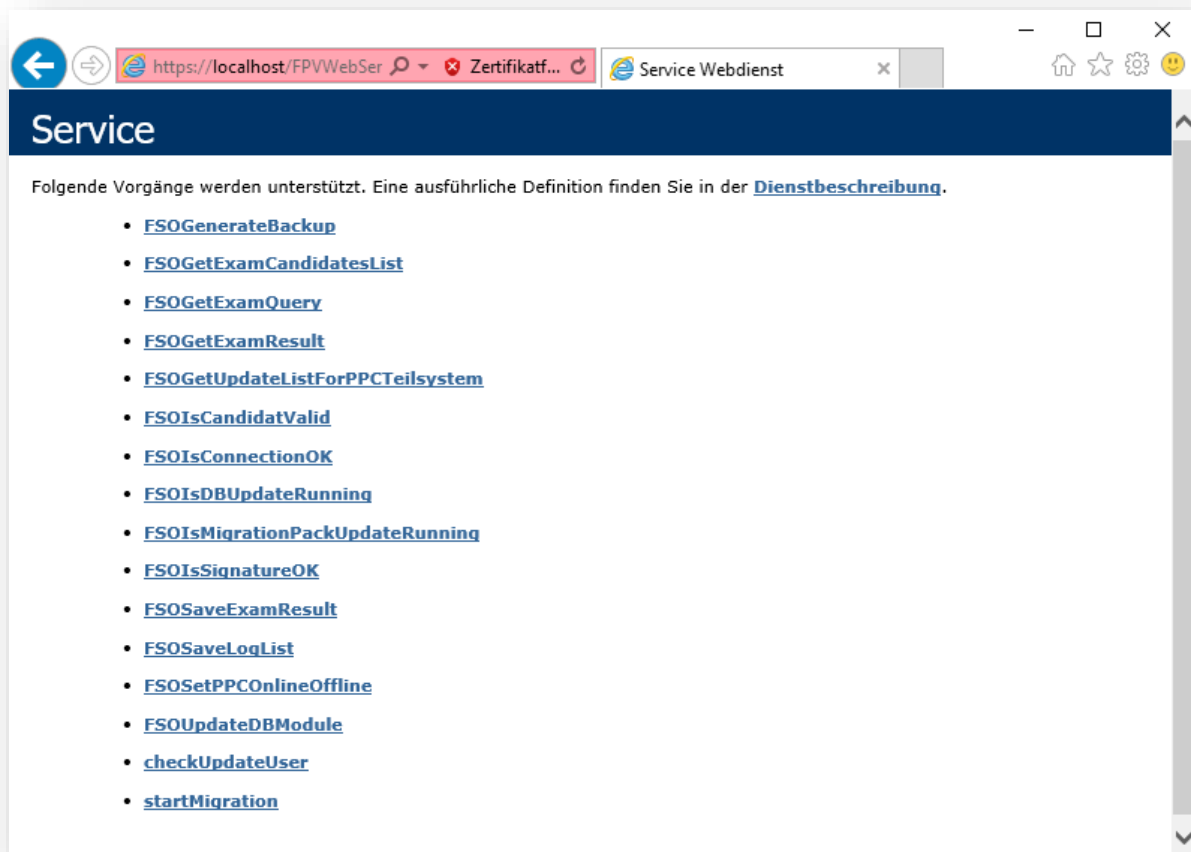 https://localhost/FPVWebSer Zertifikatf... Service Webdienst
Service
Folgende Vorgänge werden unterstützt. Eine ausführliche Definition finden Sie in der Dienstbeschreibung.
• FSOGenerateBackup
• FSOGetExamCandidatesList
• FSOGetExamQuery
• FSOGetExamResult
• FSOGetUpdateListForPPCTeilsystem
• FSOIsCandidatValid
• FSOIsConnectionOK
• FSOIsDBUpdateRunning
• FSOIsMigrationPackUpdateRunning
• FSOIsSignatureOK
• FSOSaveExamResult
• FSOSaveLogList
• FSOSetPPCOnlineOffline
• FSOUpdateDBModule
• checkUpdateUser
• startMigration